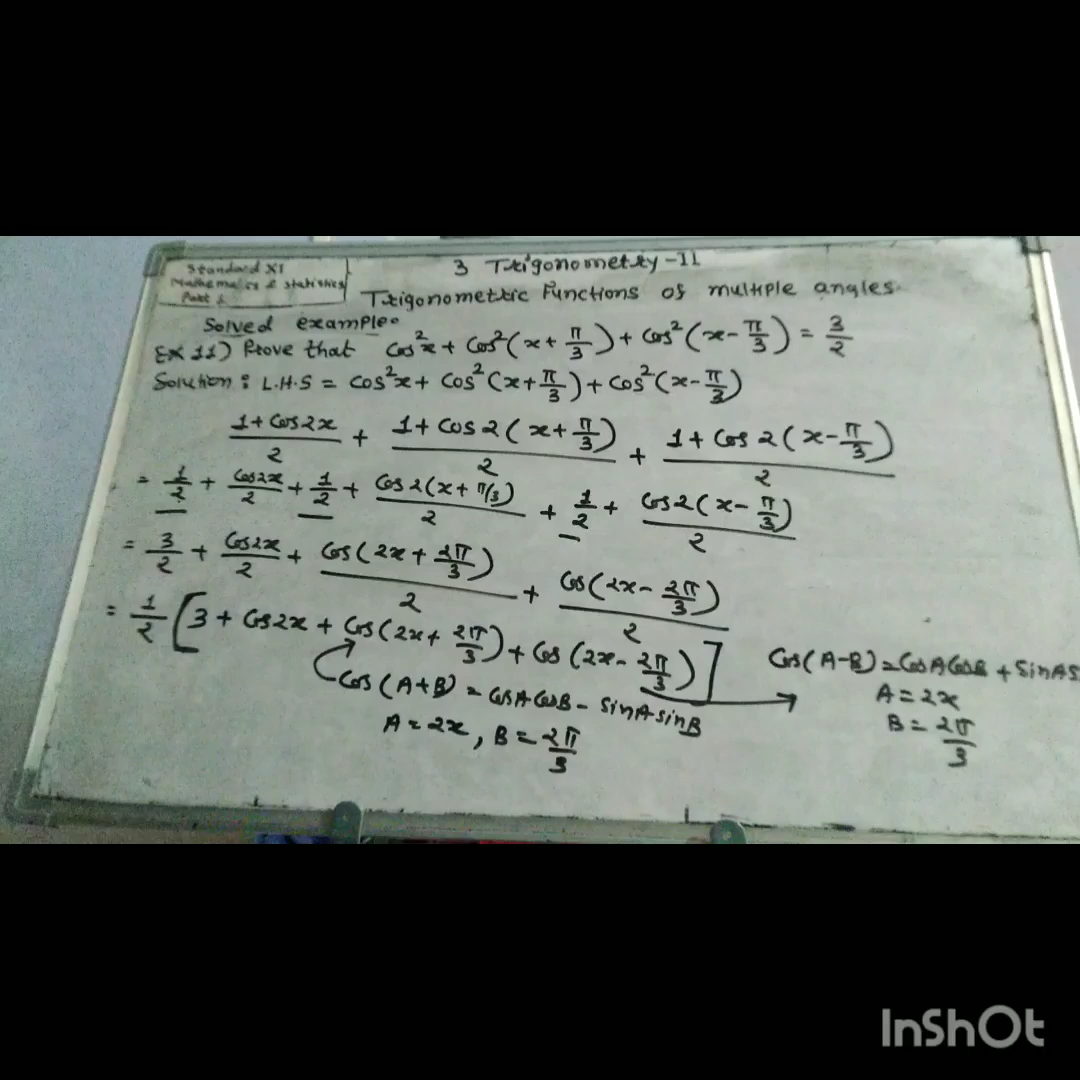 Standard XI
Mathematics & statistics
Part
3 Trigonometry-II
Trigonometric Functions of multiple angles.
Solved example.
Ex 11) Prove that cos²x + cos²(x + π/3) + cos²(x - π/3) = 3/2
Solution: L.H.S = cos²x + cos²(x + π/3) + cos²(x - π/3)
1 + cos2x/2 + 1 + cos 2(x + π/3)/2 + 1 + cos 2(x - π/3)/2
= 1/2 + cos2x/2 + 1/2 + cos 2(x + π/3)/2 + 1/2 + cos2(x - π/3)/2
= 3/2 + cos2x/2 + cos(2x + 2π/3)/2 + cos(2x - 2π/3)/2
= 1/2 [3 + cos2x + cos(2x + 2π/3) + cos(2x - 2π/3)]
cos(A+B) = cosA cosB - sinA sinB
A = 2x, B = 2π/3
cos(A-B) = cosA cosB + sinA S
A = 2x
B = 2π/3
InShOt